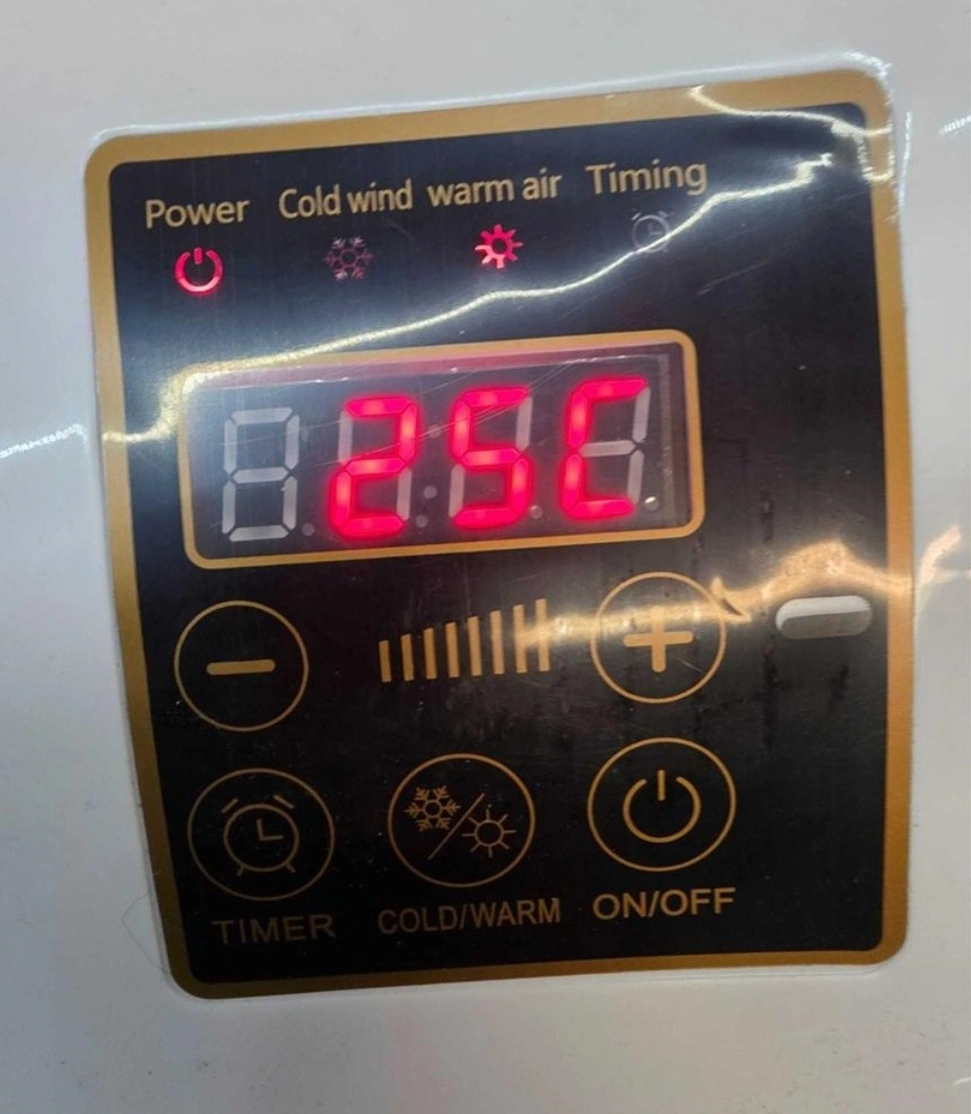 Power Cold wind warm air Timing
25C
TIMER COLD/WARM ON/OFF